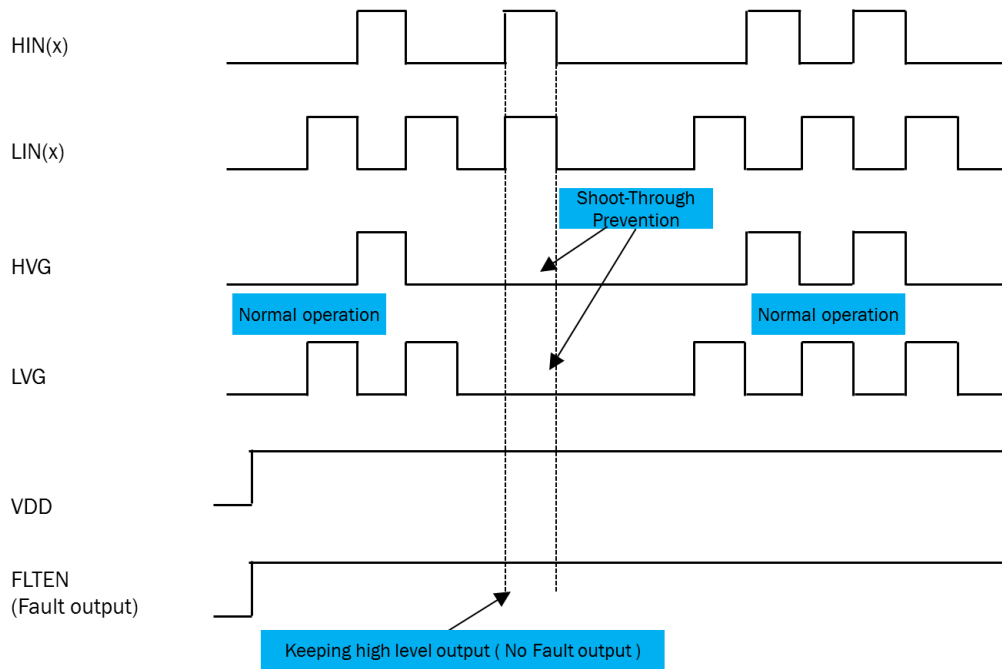 HIN(x)
LIN(x)
Shoot-Through
Prevention
HVG
Normal operation
Normal operation
LVG
VDD
FLTEN
(Fault output)
Keeping high level output ( No Fault output )